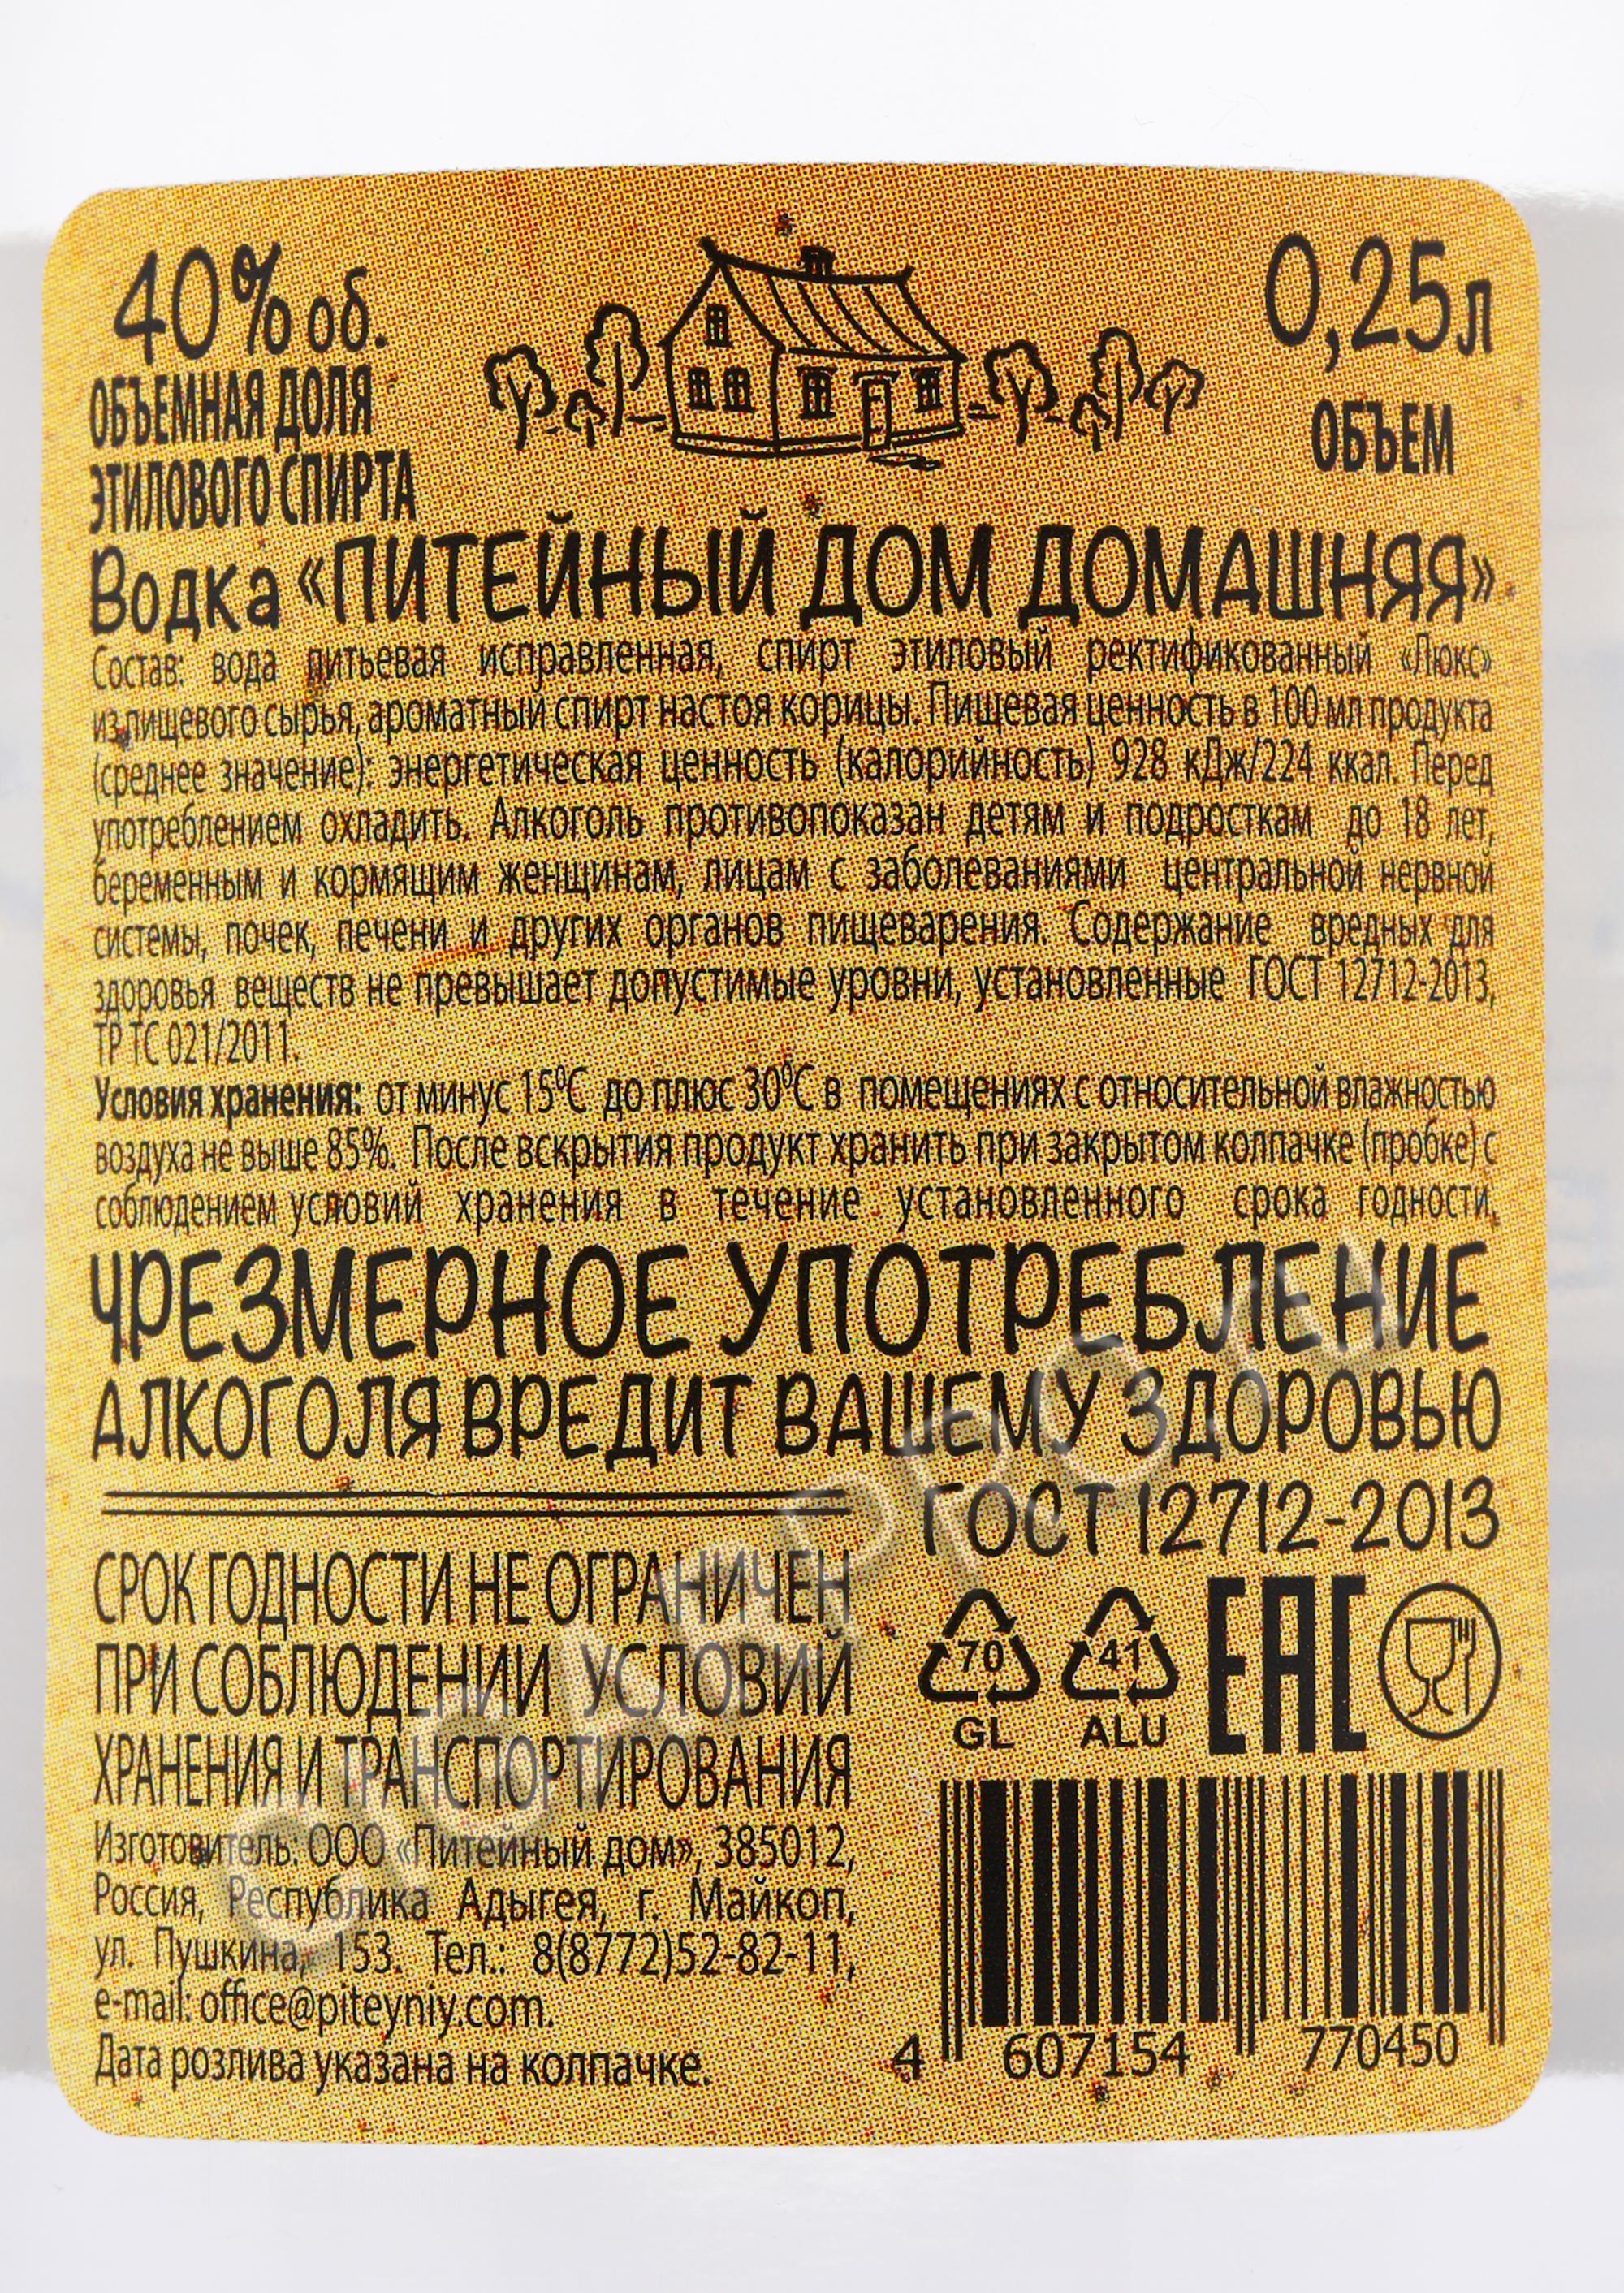 40% об.
ОБЪЕМНАЯ ДОЛЯ
ЭТИЛОВОГО СПИРТА
0,25л
ОБЪЕМ
Водка «ПИТЕЙНЫЙ ДОМ ДОМАШНЯЯ»
Состав: вода питьевая исправленная, спирт этиловый ректификованный «Люкс»
из пищевого сырья, ароматный спирт настоя корицы. Пищевая ценность в 100 мл продукта
(среднее значение): энергетическая ценность (калорийность) 928 кДж/224 ккал. Перед
употреблением охладить. Алкоголь противопоказан детям и подросткам до 18 лет,
беременным и кормящим женщинам, лицам с заболеваниями центральной нервной
системы, почек, печени и других органов пищеварения. Содержание вредных для
здоровья веществ не превышает допустимые уровни, установленные ГОСТ 12712-2013,
ТР ТС 021/2011.
Условия хранения: от минус 15⁰С до плюс 30⁰С в помещениях с относительной влажностью
воздуха не выше 85%. После вскрытия продукт хранить при закрытом колпачке (пробке) с
соблюдением условий хранения в течение установленного срока годности.
ЧРЕЗМЕРНОЕ УПОТРЕБЛЕНИЕ
АЛКОГОЛЯ ВРЕДИТ ВАШЕМУ ЗДОРОВЬЮ
ГОСТ 12712-2013
СРОК ГОДНОСТИ НЕ ОГРАНИЧЕН
ПРИ СОБЛЮДЕНИИ УСЛОВИЙ
ХРАНЕНИЯ И ТРАНСПОРТИРОВАНИЯ
Изготовитель: ООО «Питейный дом», 385012,
Россия, Республика Адыгея, г. Майкоп,
ул. Пушкина, 153. Тел.: 8(8772)52-82-11,
e-mail: office@piteyniy.com.
Дата розлива указана на колпачке.
70 41 ЕАС
GL ALU
4 607154 770450